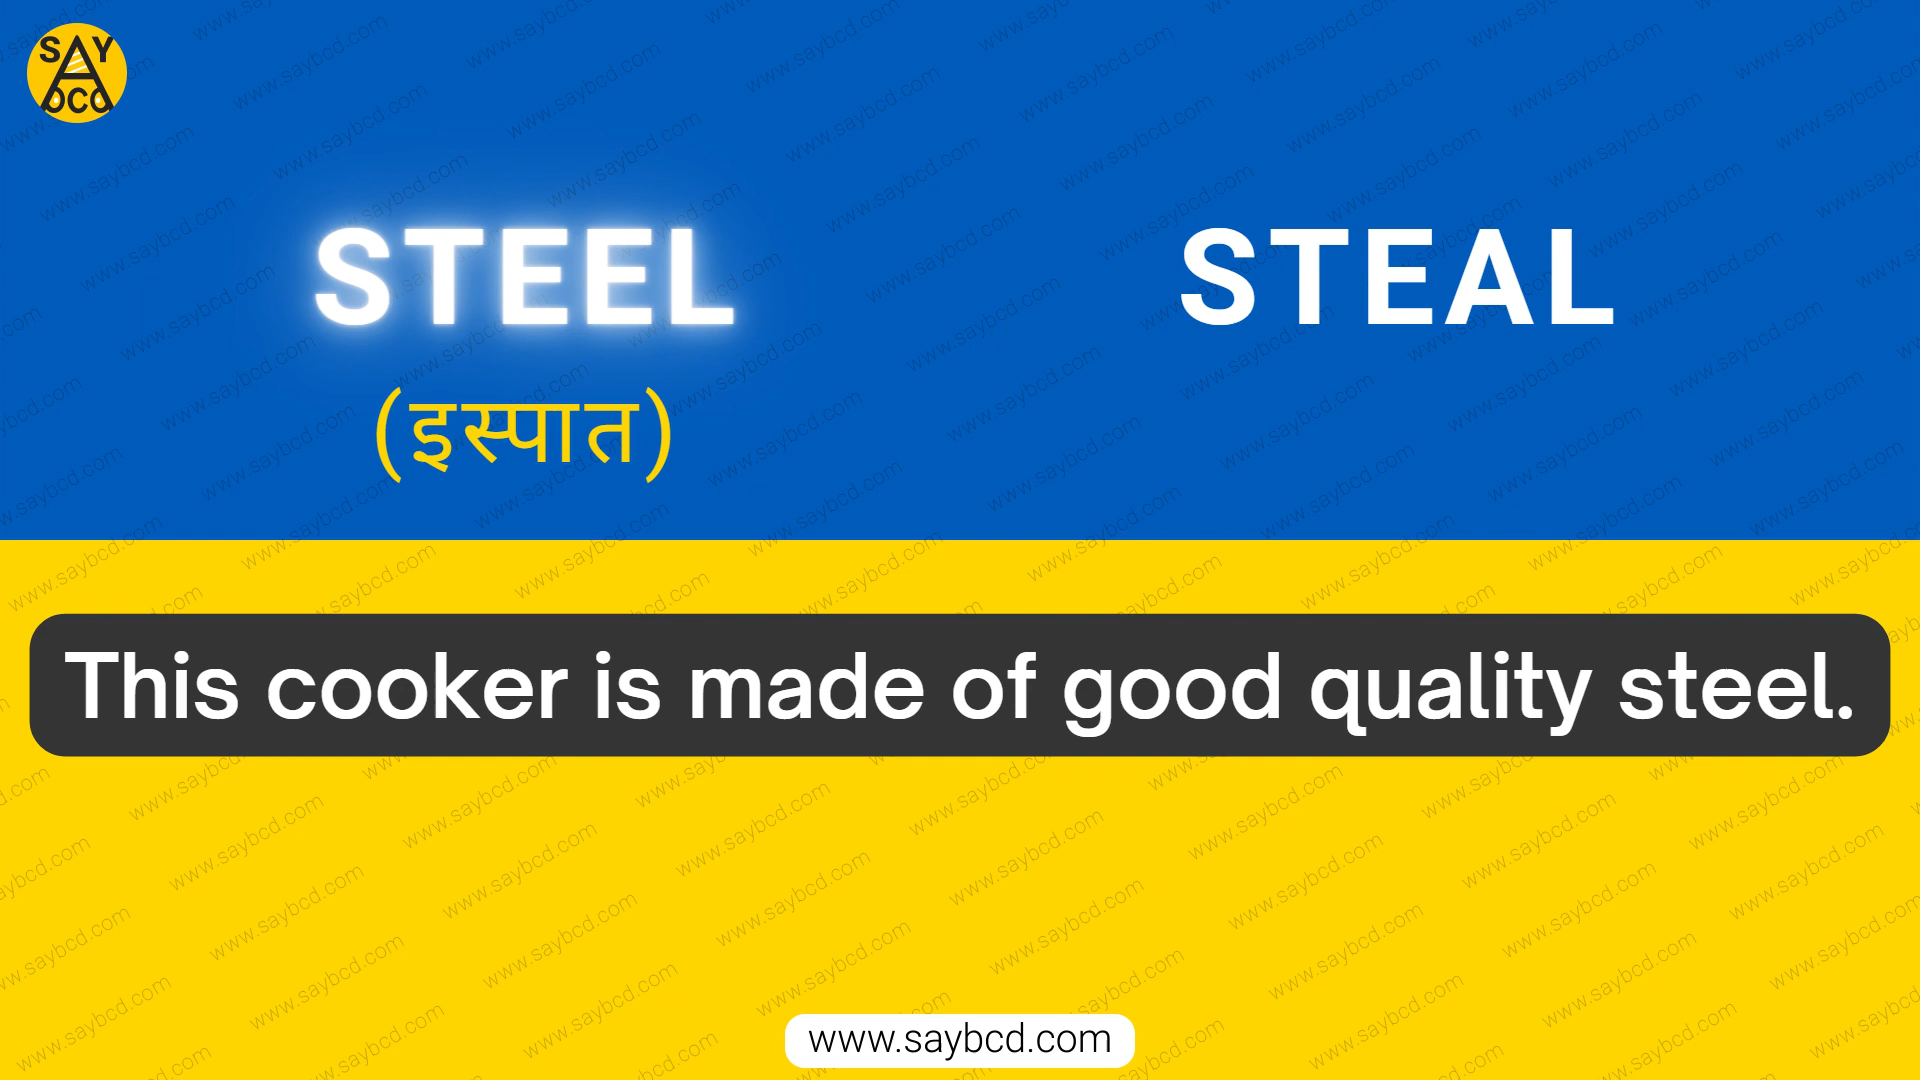 SAY
BCD
STEEL
STEAL
(इस्पात)
This cooker is made of good quality steel.
www.saybcd.com